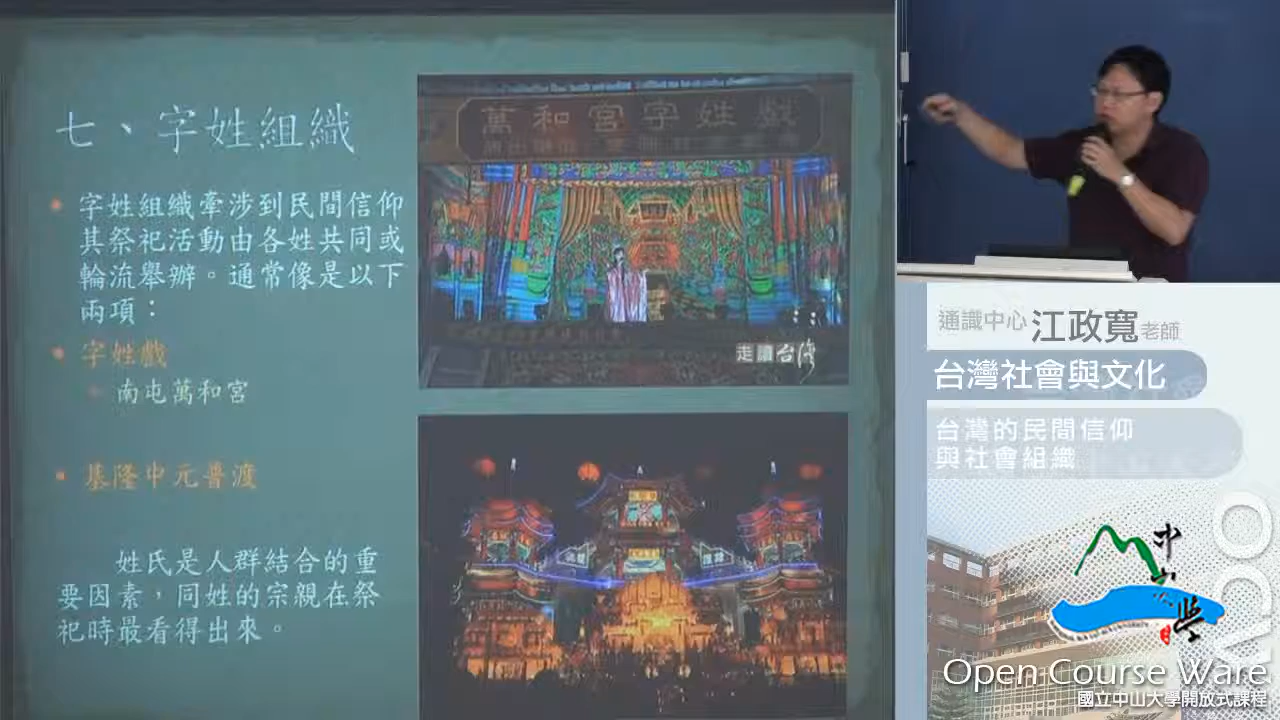 七、字姓組織
字姓組織牽涉到民間信仰
其祭祀活動由各姓共同或
輪流舉辦。通常像是以下
兩項：
字姓戲
南屯萬和宮
基隆中元普渡
姓氏是人群結合的重
要因素，同姓的宗親在祭
祀時最看得出來。
萬和宮字姓戲
走讀台灣
通識中心江政寬老師
台灣社會與文化
台灣的民間信仰
與社會組織
中山大學
OCW
Open Course Ware
國立中山大學開放式課程